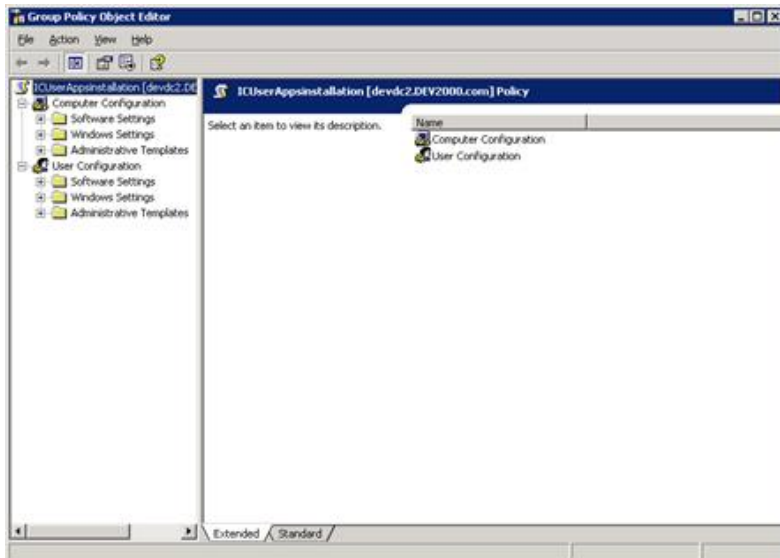 Group Policy Object Editor
File Action View Help
ICUserAppsinstallation [devdc2.DE
Computer Configuration
Software Settings
Windows Settings
Administrative Templates
User Configuration
Software Settings
Windows Settings
Administrative Templates
ICUserAppsinstallation [devdc2.DEV2000.com] Policy
Select an item to view its description.
Name
Computer Configuration
User Configuration
Extended Standard